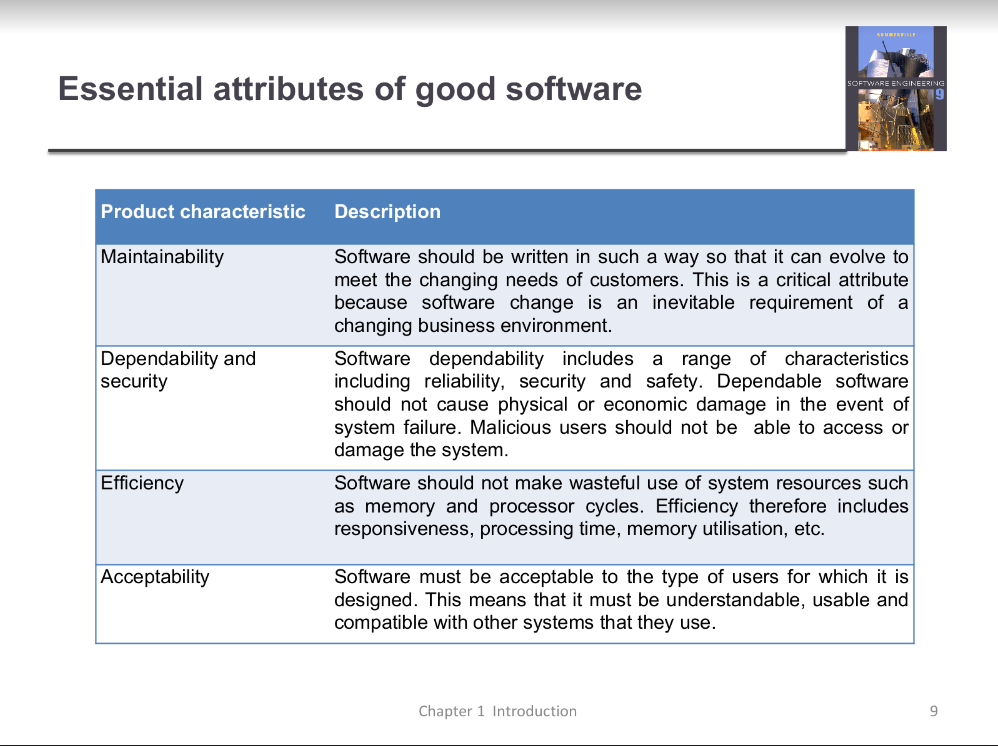 Essential attributes of good software
SOMMERVILLE
SOFTWARE ENGINEERING
9
Product characteristic
Description
Maintainability
Software should be written in such a way so that it can evolve to
meet the changing needs of customers. This is a critical attribute
because software change is an inevitable requirement of a
changing business environment.
Dependability and
security
Software dependability includes a range of characteristics
including reliability, security and safety. Dependable software
should not cause physical or economic damage in the event of
system failure. Malicious users should not be able to access or
damage the system.
Efficiency
Software should not make wasteful use of system resources such
as memory and processor cycles. Efficiency therefore includes
responsiveness, processing time, memory utilisation, etc.
Acceptability
Software must be acceptable to the type of users for which it is
designed. This means that it must be understandable, usable and
compatible with other systems that they use.
Chapter 1 Introduction
9